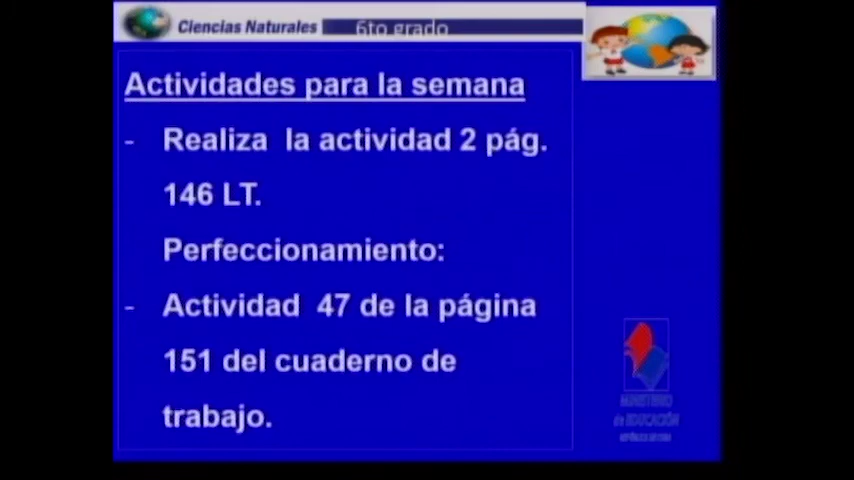 Ciencias Naturales 6to grado
Actividades para la semana
- Realiza la actividad 2 pág.
146 LT.
Perfeccionamiento:
- Actividad 47 de la página
151 del cuaderno de
trabajo.
MINISTERIO
de EDUCACIÓN